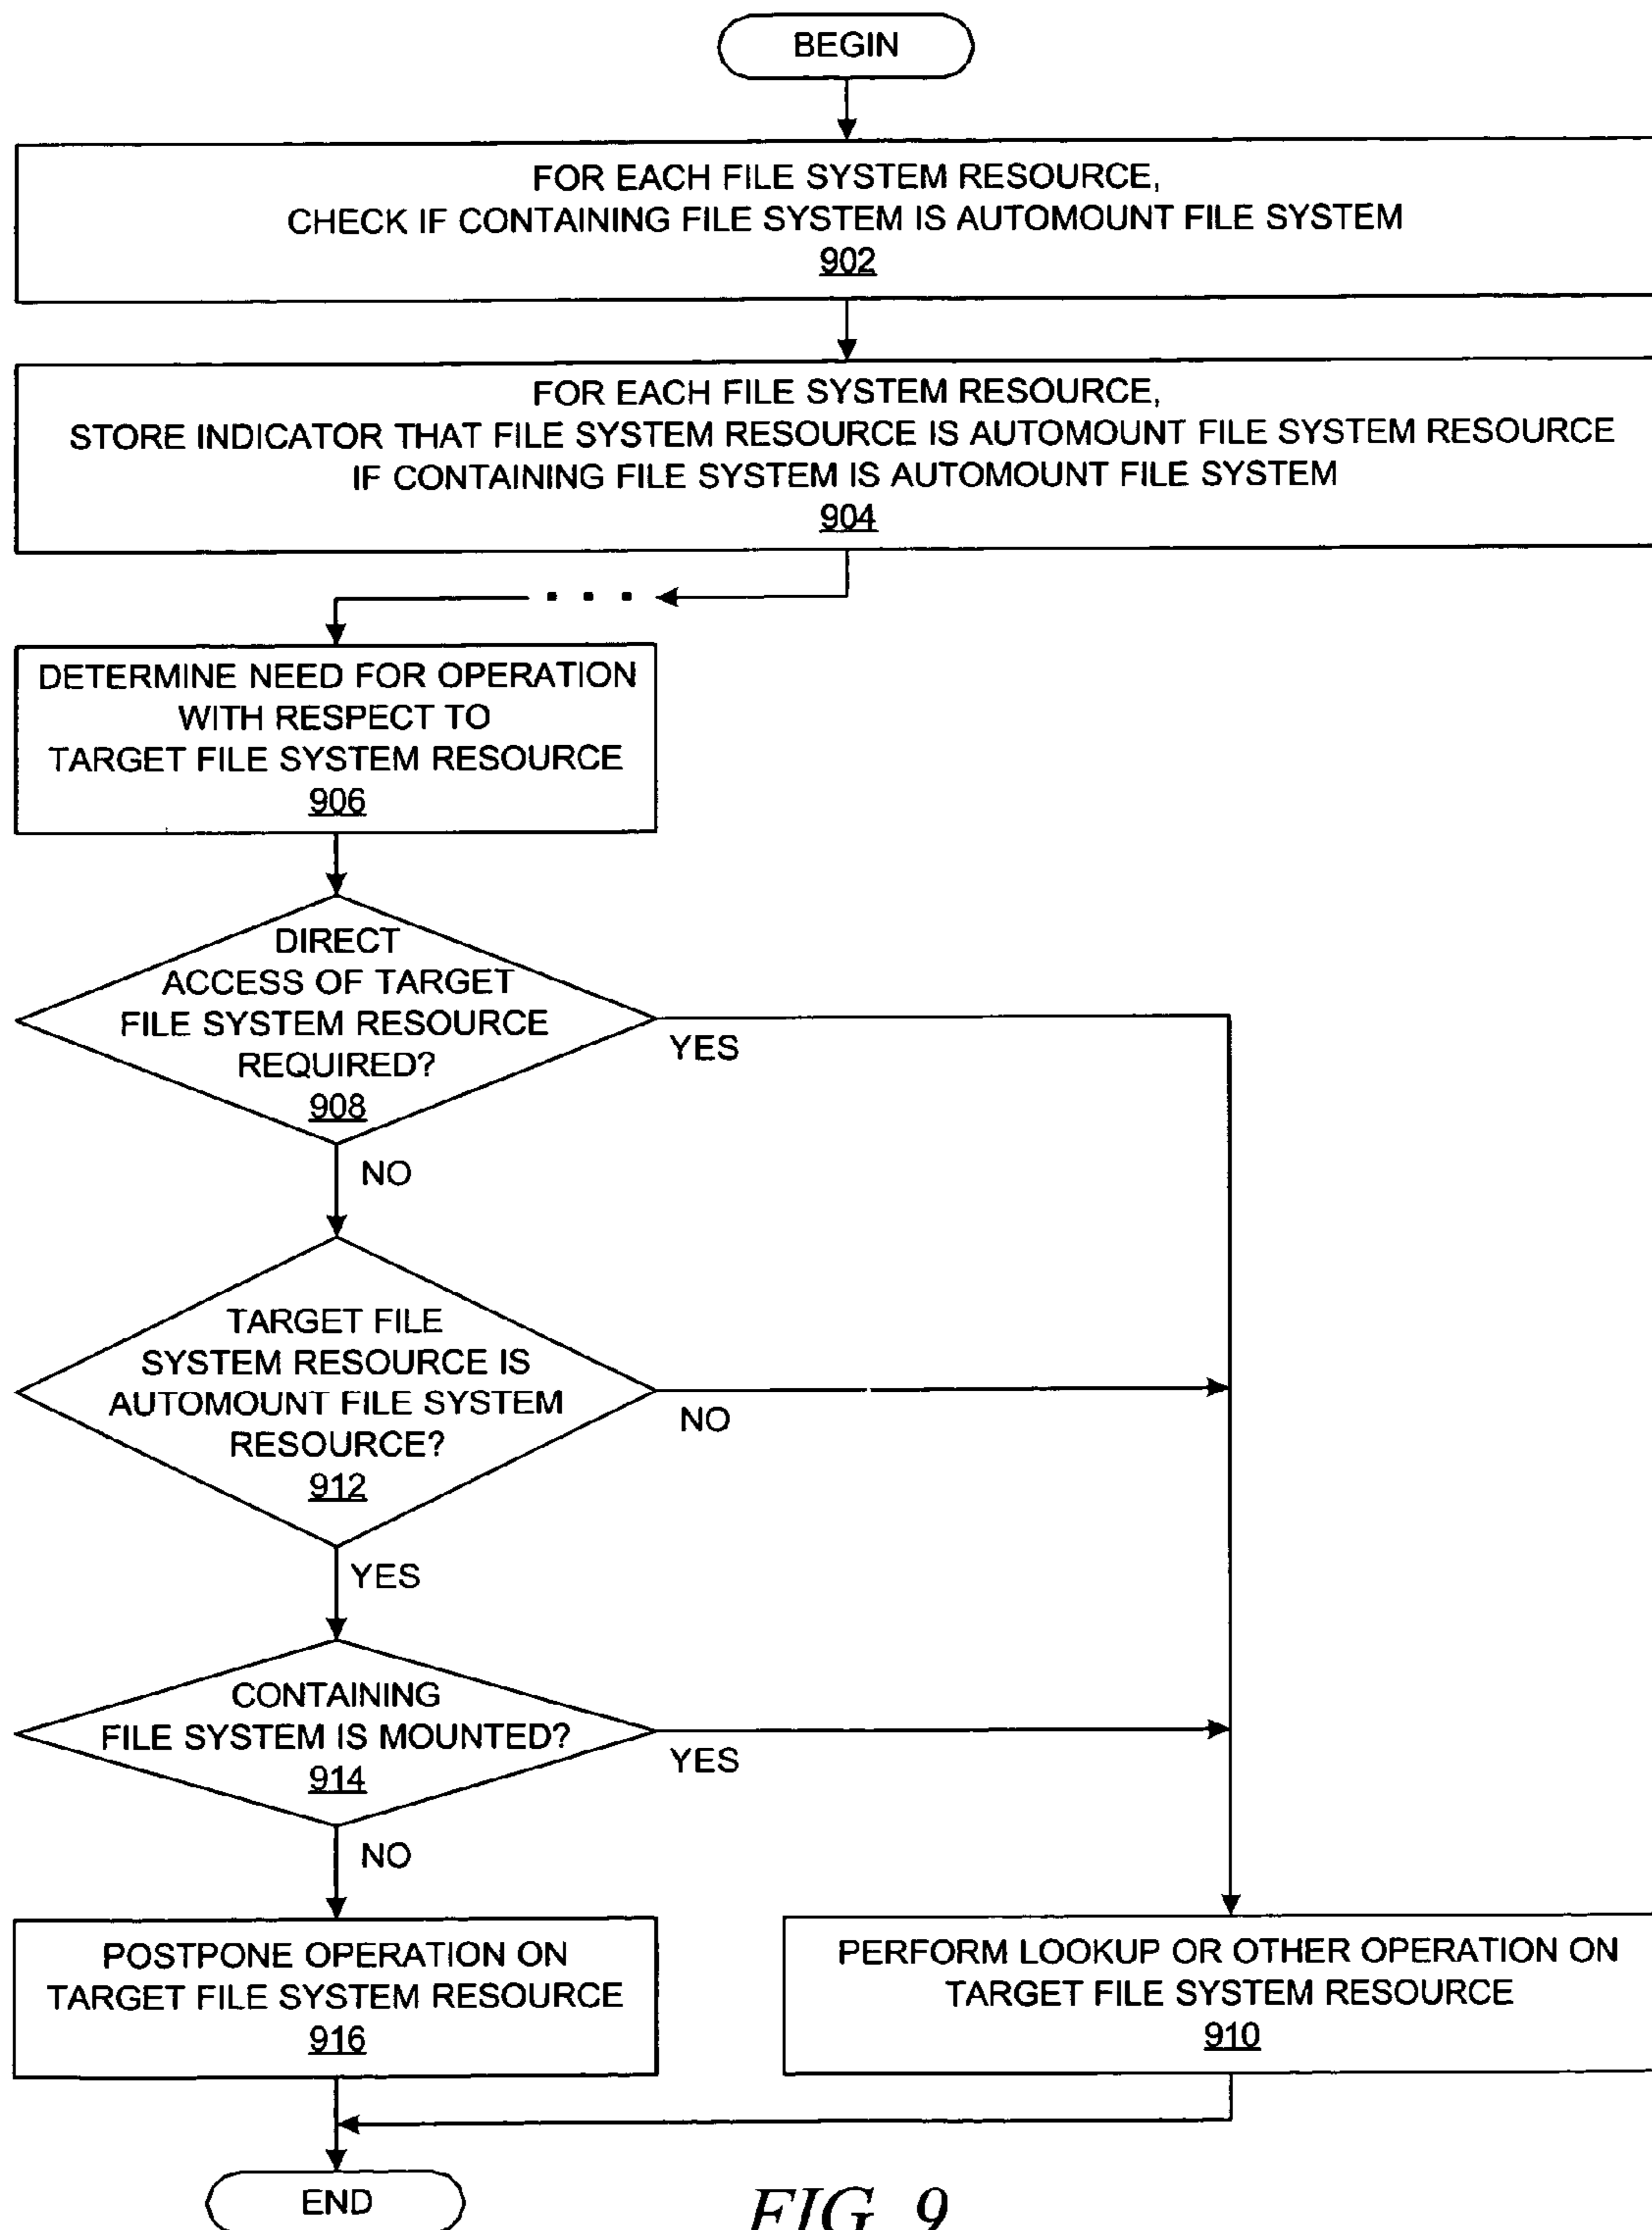 BEGIN
FOR EACH FILE SYSTEM RESOURCE,
CHECK IF CONTAINING FILE SYSTEM IS AUTOMOUNT FILE SYSTEM
902
FOR EACH FILE SYSTEM RESOURCE,
STORE INDICATOR THAT FILE SYSTEM RESOURCE IS AUTOMOUNT FILE SYSTEM RESOURCE
IF CONTAINING FILE SYSTEM IS AUTOMOUNT FILE SYSTEM
904
DETERMINE NEED FOR OPERATION
WITH RESPECT TO
TARGET FILE SYSTEM RESOURCE
906
DIRECT
ACCESS OF TARGET
FILE SYSTEM RESOURCE
REQUIRED?
908
YES
NO
TARGET FILE
SYSTEM RESOURCE IS
AUTOMOUNT FILE SYSTEM
RESOURCE?
912
NO
YES
CONTAINING
FILE SYSTEM IS MOUNTED?
914
YES
NO
POSTPONE OPERATION ON
TARGET FILE SYSTEM RESOURCE
916
PERFORM LOOKUP OR OTHER OPERATION ON
TARGET FILE SYSTEM RESOURCE
910
END
FIG. 9